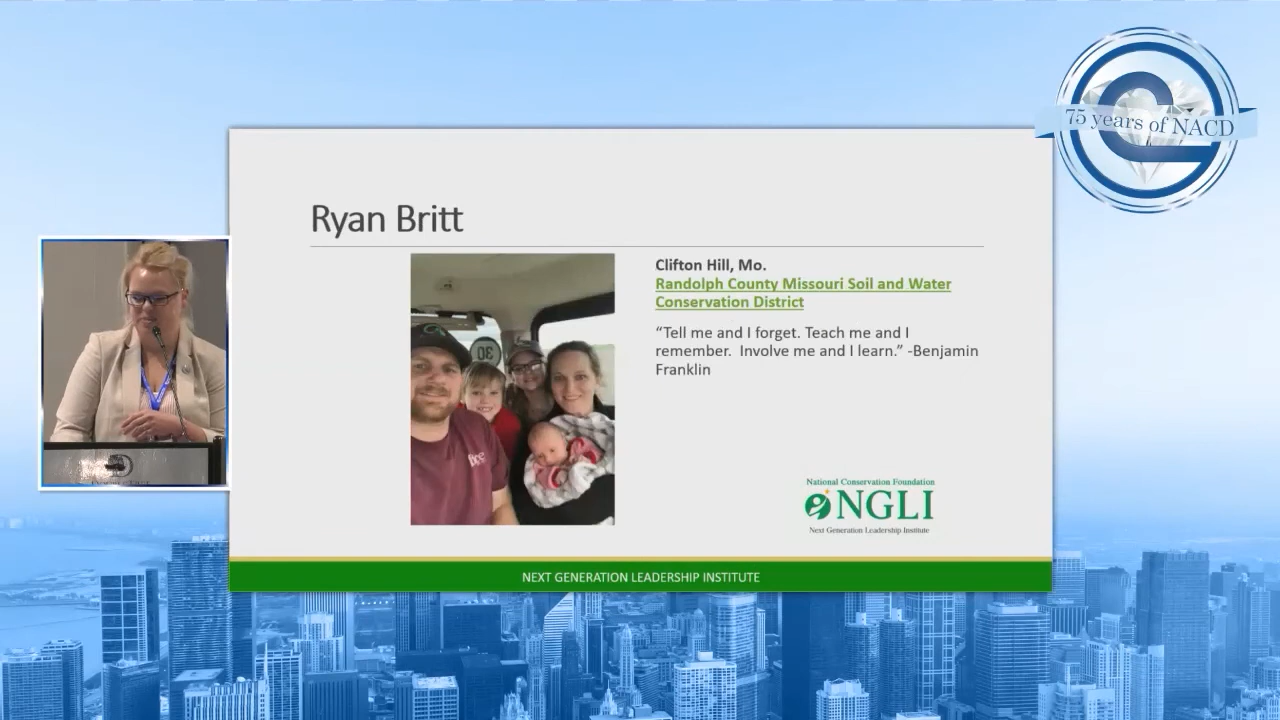 75 years of NACD
Ryan Britt
Clifton Hill, Mo.
Randolph County Missouri Soil and Water
Conservation District
“Tell me and I forget. Teach me and I
remember.  Involve me and I learn.” -Benjamin
Franklin
30
National Conservation Foundation
NGLI
Next Generation Leadership Institute
NEXT GENERATION LEADERSHIP INSTITUTE